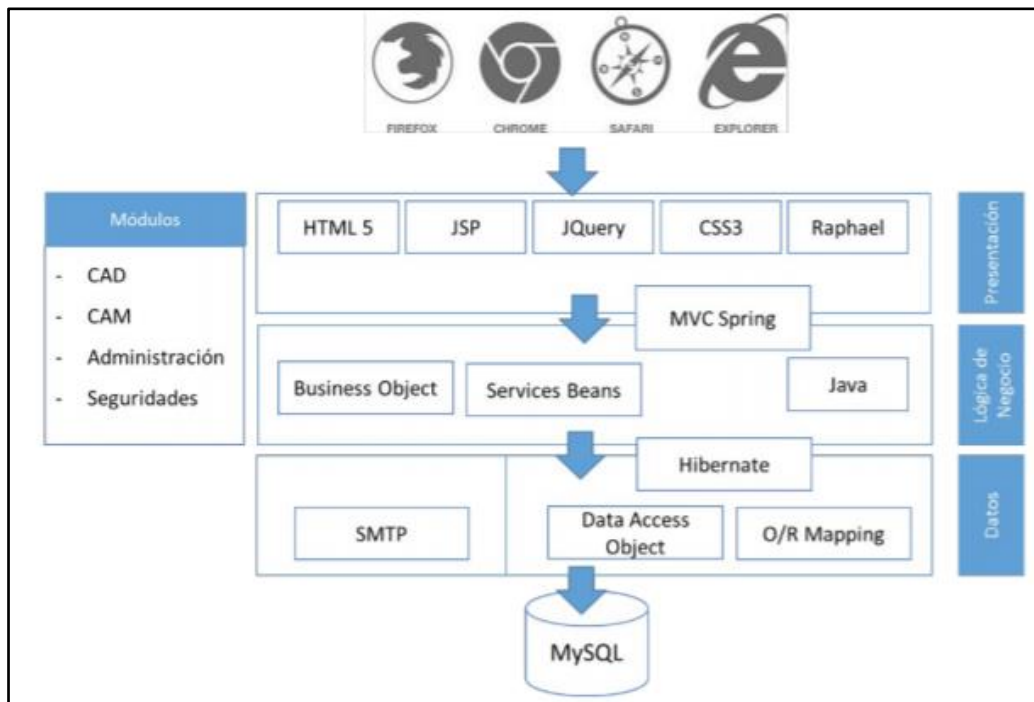 FIREFOX
CHROME
SAFARI
EXPLORER
Módulos
- CAD
- CAM
- Administración
- Seguridades
HTML 5
JSP
JQuery
CSS3
Raphael
Presentación
MVC Spring
Business Object
Services Beans
Java
Lógica de
Negocio
Hibernate
SMTP
Data Access
Object
O/R Mapping
Datos
MySQL